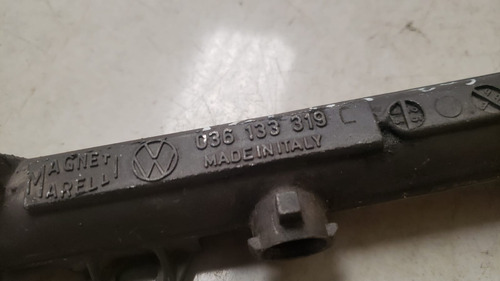 MAGNETI
MARELLI
036 133 319 C
MADE IN ITALY